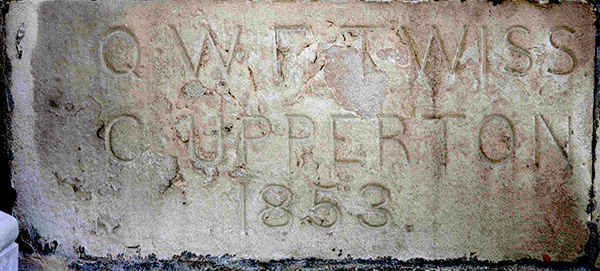 Q. W. F. TWISS
C. UPPERTON
1853.